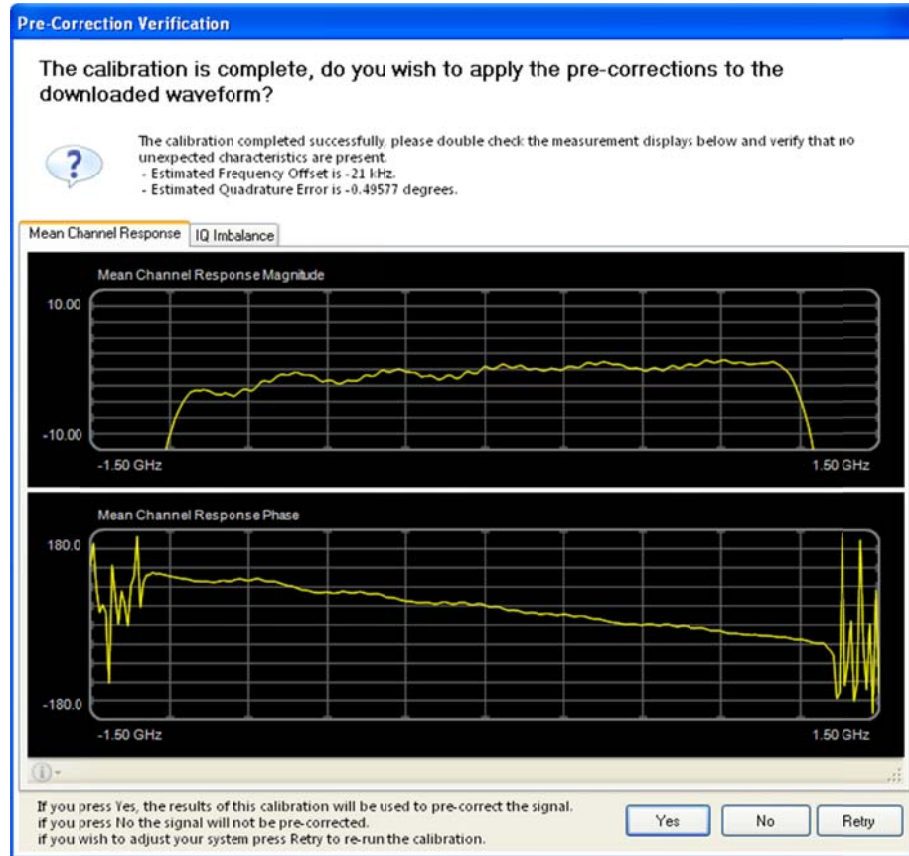 Pre-Correction Verification
The calibration is complete, do you wish to apply the pre-corrections to the
downloaded waveform?
The calibration completed successfully, please double check the measurement displays below and verify that no
unexpected characteristics are present.
- Estimated Frequency Offset is -21 kHz.
- Estimated Quadrature Error is -0.49577 degrees.
Mean Channel Response
IQ Imbalance
Mean Channel Response Magnitude
10.00
-10.00
-1.50 GHz
1.50 GHz
Mean Channel Response Phase
180.0
-180.0
-1.50 GHz
1.50 GHz
If you press Yes, the results of this calibration will be used to pre-correct the signal.
if you press No the signal will not be pre-corrected.
if you wish to adjust your system press Retry to re-run the calibration.
Yes
No
Retry